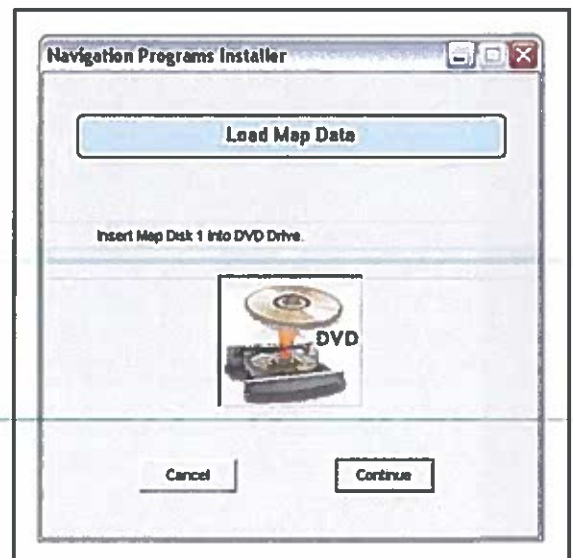 Navigation Programs Installer
Load Map Data
Insert Map Disk 1 into DVD Drive.
DVD
Cancel
Continue